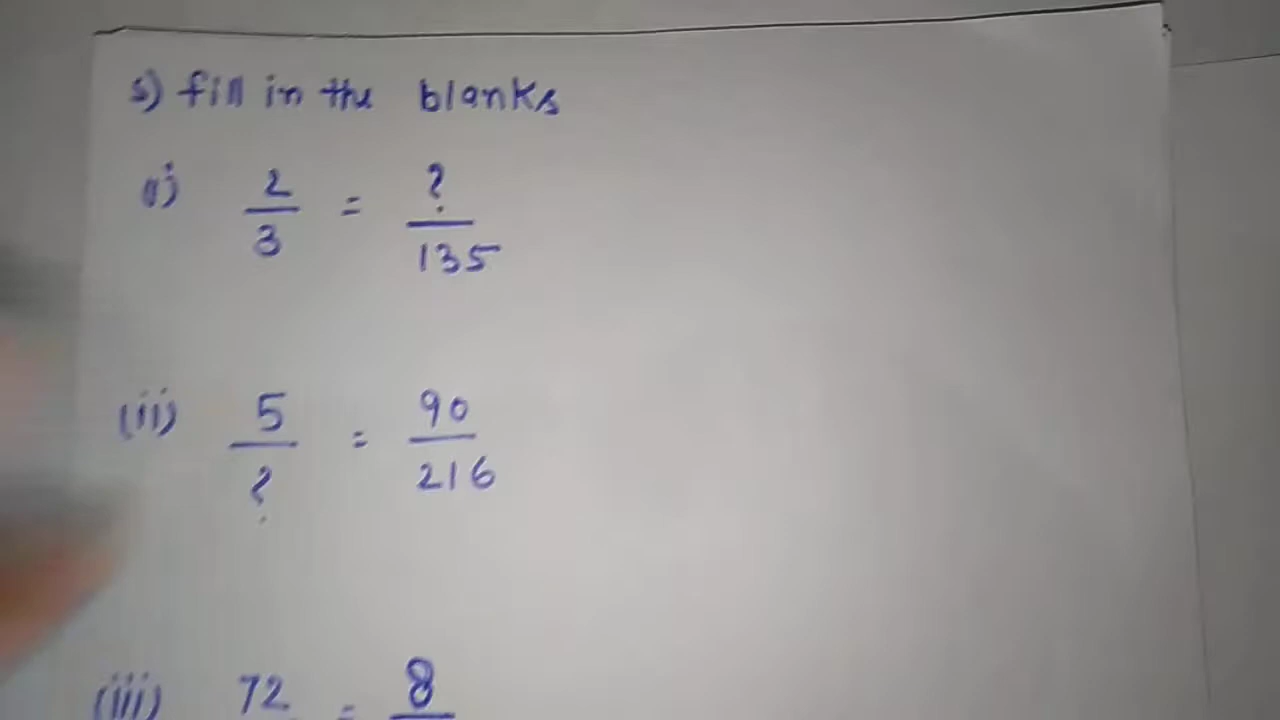 5) fill in the blanks
(i) 2/3 = ?/135
(ii) 5/? = 90/216
(iii) 72 = 8